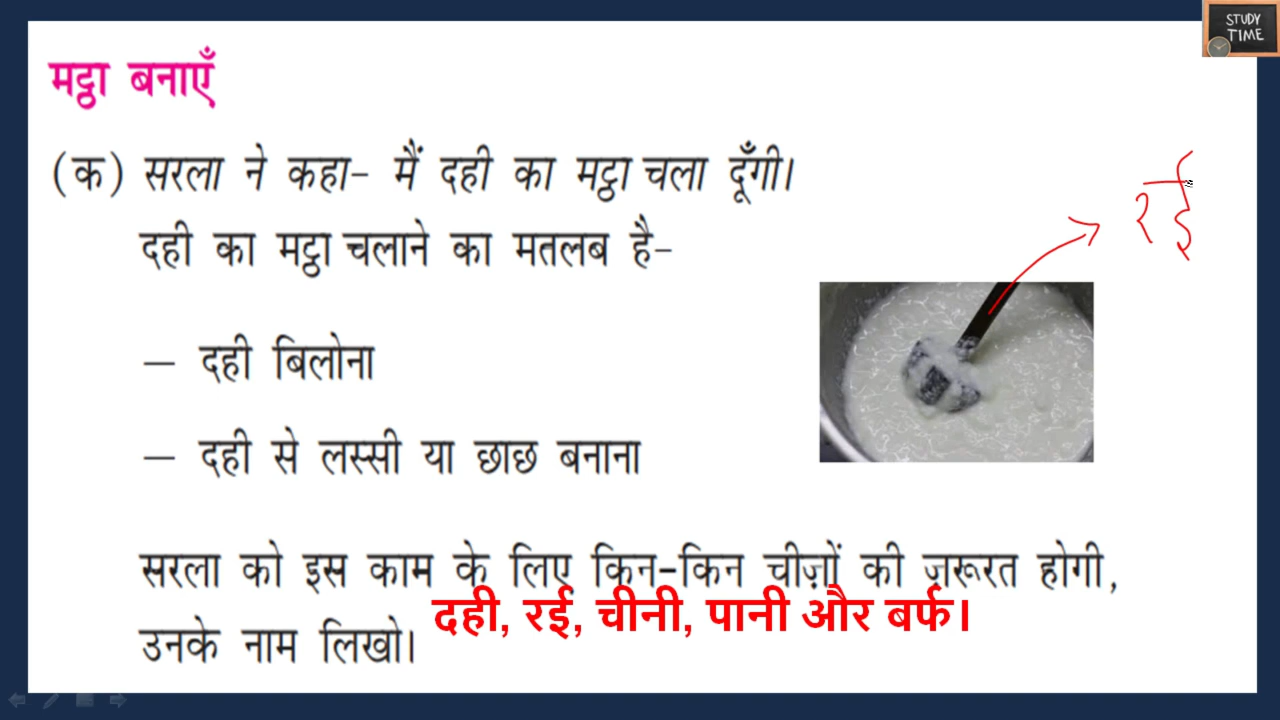 STUDY
TIME
मट्ठा बनाएँ
(क) सरला ने कहा- मैं दही का मट्ठा चला दूँगी।
दही का मट्ठा चलाने का मतलब है-
रई
– दही बिलोना
– दही से लस्सी या छाछ बनाना
सरला को इस काम के लिए किन-किन चीज़ों की ज़रूरत होगी,
उनके नाम लिखो।
दही, रई, चीनी, पानी और बर्फ।